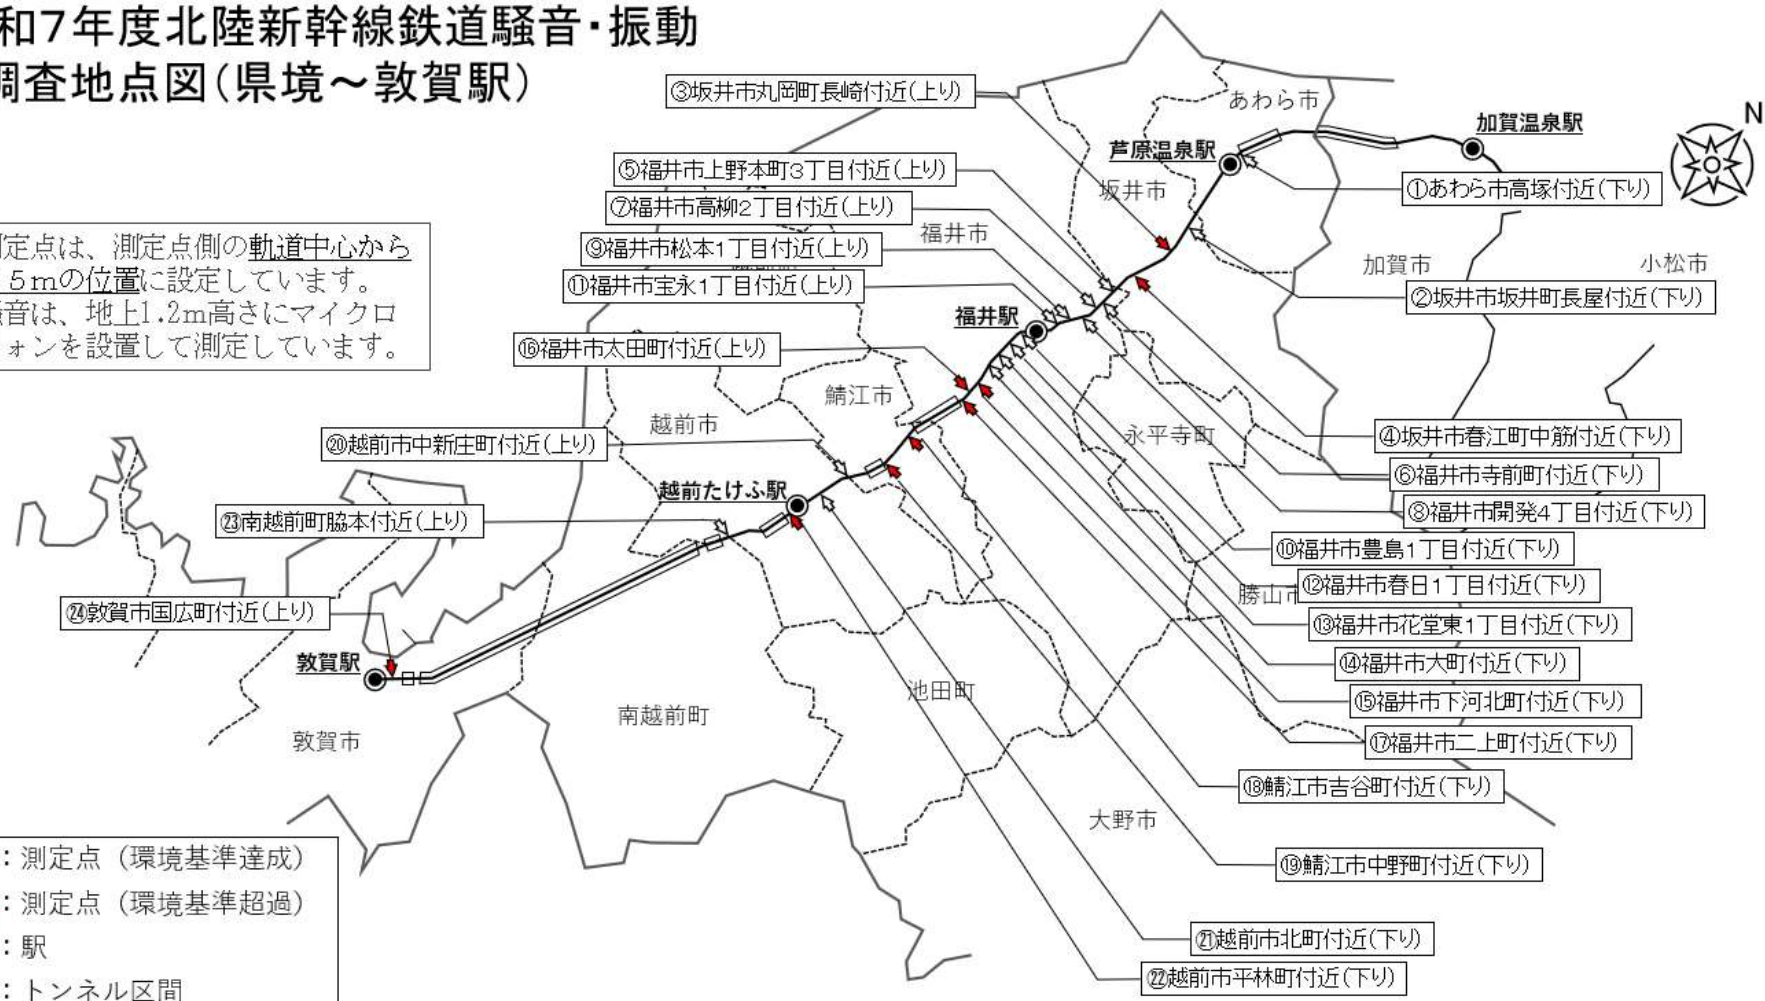 和7年度北陸新幹線鉄道騒音・振動
調査地点図(県境～敦賀駅)
N
③坂井市丸岡町長崎付近(上り)
あわら市
加賀温泉駅
芦原温泉駅
⑤福井市上野本町3丁目付近(上り)
坂井市
①あわら市高塚付近(下り)
⑦福井市高柳2丁目付近(上り)
福井市
定点は、測定点側の軌道中心から
5mの位置に設定しています。
音は、地上1.2m高さにマイクロ
ォンを設置して測定しています。
⑨福井市松本1丁目付近(上り)
加賀市
小松市
⑪福井市宝永1丁目付近(上り)
②坂井市坂井町長屋付近(下り)
福井駅
⑯福井市太田町付近(上り)
鯖江市
越前市
永平寺町
④坂井市春江町中筋付近(下り)
⑳越前市中新庄町付近(上り)
⑥福井市寺前町付近(下り)
越前たけふ駅
⑧福井市開発4丁目付近(下り)
㉓南越前町脇本付近(上り)
⑩福井市豊島1丁目付近(下り)
⑫福井市春日1丁目付近(下り)
勝山市
㉔敦賀市国広町付近(上り)
⑬福井市花堂東1丁目付近(下り)
敦賀駅
⑭福井市大町付近(下り)
池田町
⑮福井市下河北町付近(下り)
南越前町
敦賀市
⑰福井市二上町付近(下り)
⑱鯖江市吉谷町付近(下り)
大野市
⑲鯖江市中野町付近(下り)
㉑越前市北町付近(下り)
㉒越前市平林町付近(下り)
：測定点（環境基準達成）
：測定点（環境基準超過）
：駅
：トンネル区間